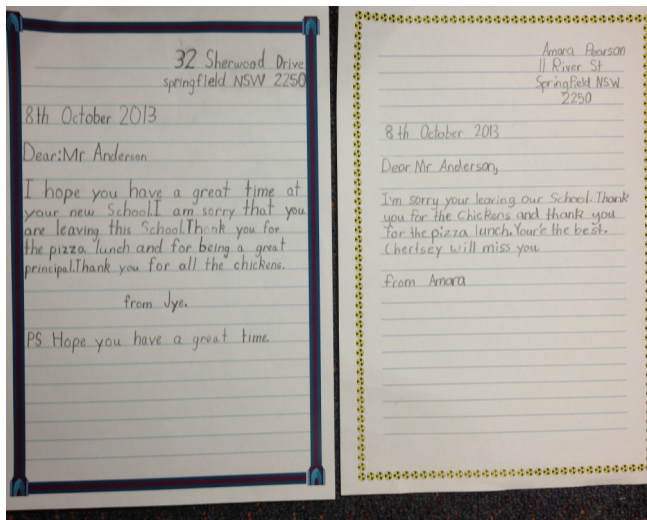 32 Sherwood Drive
springfield NSW 2250
8th October 2013
Dear:Mr Anderson
I hope you have a great time at
your new School.I am sorry that you
are leaving this School.Thank you for
the pizza lunch and for being a great
principal.Thank you for all the chickens.
from Jye.
PS Hope you have a great time.
Amara Pearson
11 River St
Springfield NSW
2250
8th October 2013
Dear Mr Anderson,
I'm sorry your leaving our School. Thank
you for the chickens and thank you
for the pizza lunch. Your'e the best.
Chertsey will miss you
from Amara